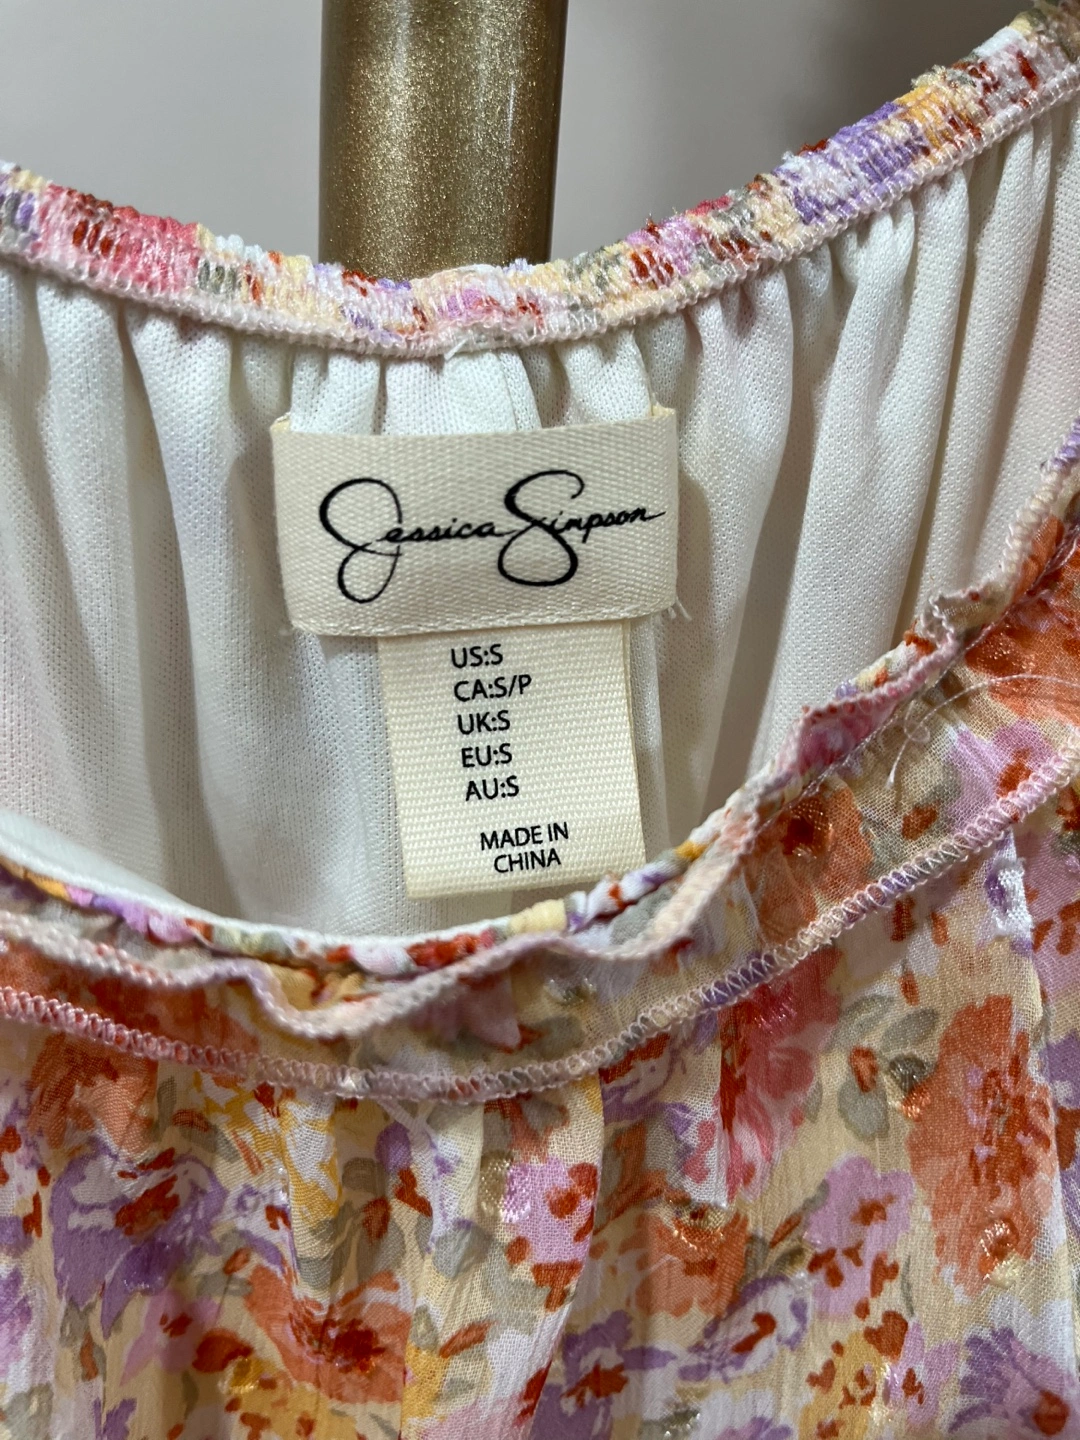 Jessica Simpson
US:S
CA:S/P
UK:S
EU:S
AU:S
MADE IN
CHINA